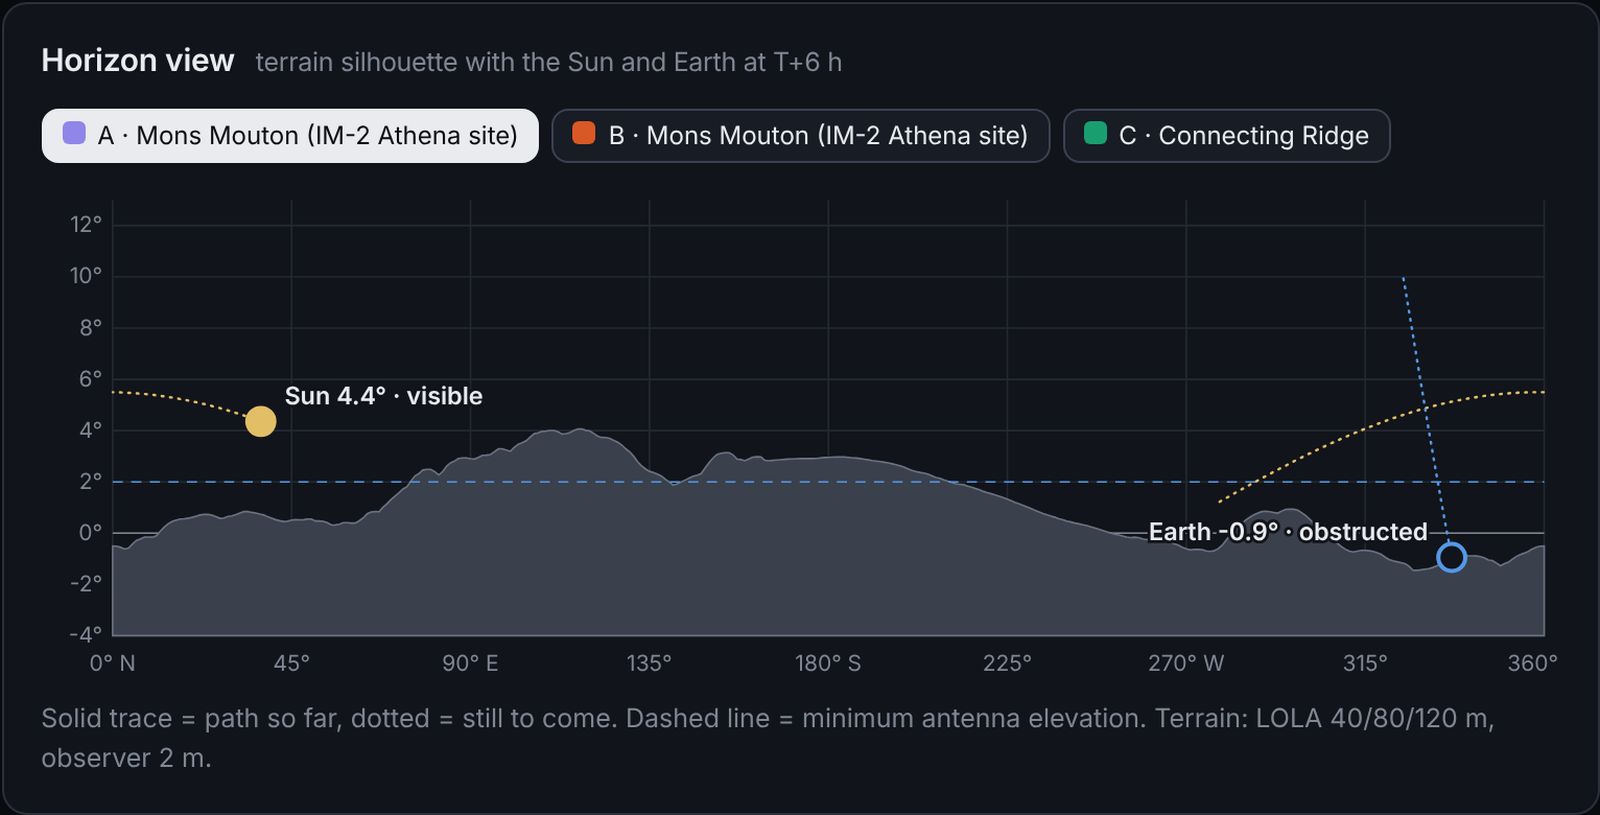 Horizon view terrain silhouette with the Sun and Earth at T+6 h
A · Mons Mouton (IM-2 Athena site) B · Mons Mouton (IM-2 Athena site) C · Connecting Ridge
12°
10°
8°
6°
Sun 4.4° · visible
4°
2°
0°
Earth -0.9° · obstructed
-2°
-4°
0° N 45° 90° E 135° 180° S 225° 270° W 315° 360°
Solid trace = path so far, dotted = still to come. Dashed line = minimum antenna elevation. Terrain: LOLA 40/80/120 m,
observer 2 m.